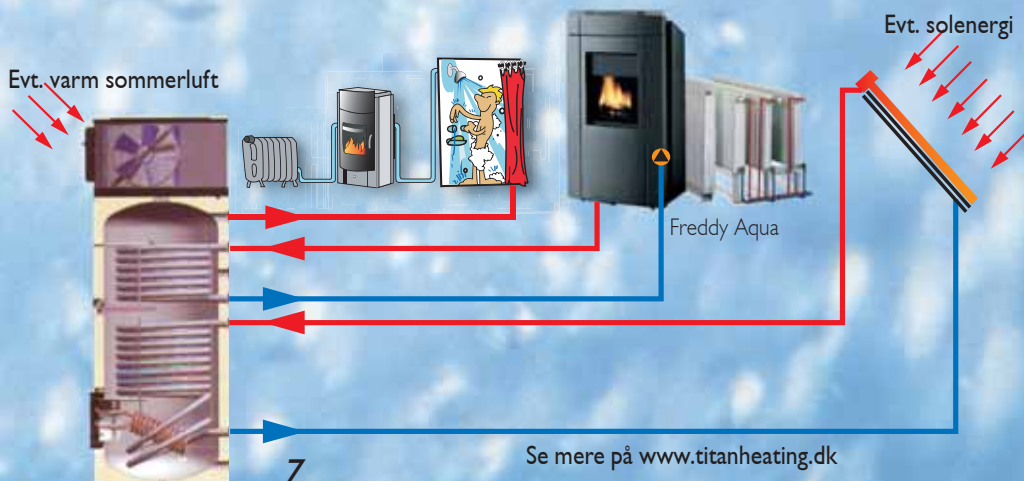 Evt. solenergi
Evt. varm sommerluft
Freddy Aqua
Se mere på www.titanheating.dk
7